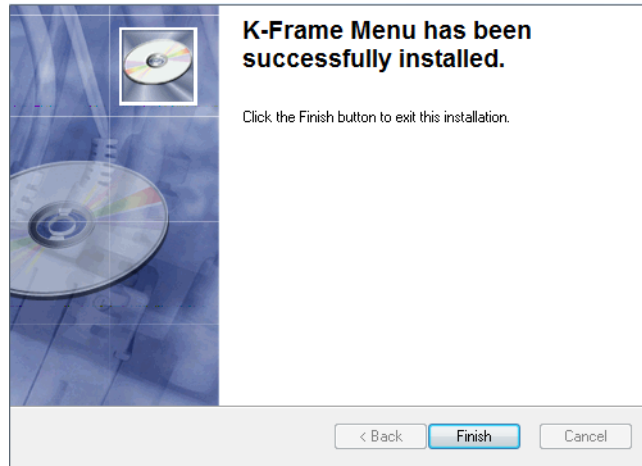 K-Frame Menu has been
successfully installed.
Click the Finish button to exit this installation.
< Back
Finish
Cancel